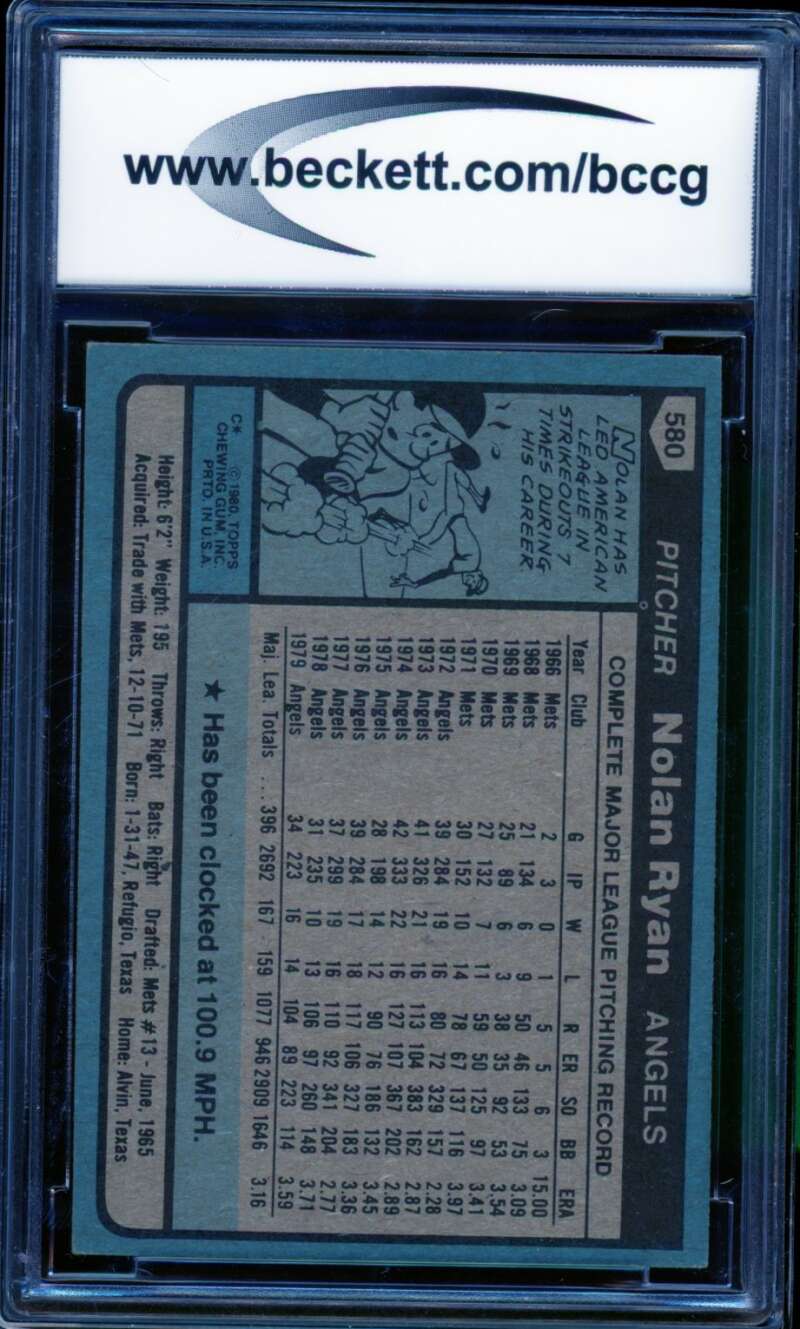 www.beckett.com/bccg
580
PITCHER Nolan Ryan ANGELS
NOLAN HAS
LED AMERICAN
LEAGUE IN
STRIKEOUTS 7
TIMES DURING
HIS CAREER.
C* © 1980, TOPPS
CHEWING GUM, INC.
PRTD. IN U.S.A.
COMPLETE MAJOR LEAGUE PITCHING RECORD
Year Club G IP W L R ER SO BB ERA
1966 Mets 2 3 0 1 5 5 6 3 15.00
1968 Mets 21 134 6 9 50 46 133 75 3.09
1969 Mets 25 89 6 3 38 35 92 53 3.54
1970 Mets 27 132 7 11 59 50 125 97 3.41
1971 Mets 30 152 10 14 78 67 137 116 3.97
1972 Angels 39 284 19 16 80 72 329 157 2.28
1973 Angels 41 326 21 16 113 104 383 162 2.87
1974 Angels 42 333 22 16 127 107 367 202 2.89
1975 Angels 28 198 14 12 90 76 186 132 3.45
1976 Angels 39 284 17 18 117 106 327 183 3.36
1977 Angels 37 299 19 16 110 92 341 204 2.77
1978 Angels 31 235 10 13 106 97 260 148 3.71
1979 Angels 34 223 16 14 104 89 223 114 3.59
Maj. Lea. Totals .... 396 2692 167 159 1077 946 2909 1646 3.16
★ Has been clocked at 100.9 MPH.
Height: 6'2" Weight: 195 Throws: Right Bats: Right Drafted: Mets #13 - June, 1965
Acquired: Trade with Mets, 12-10-71 Born: 1-31-47, Refugio, Texas Home: Alvin, Texas